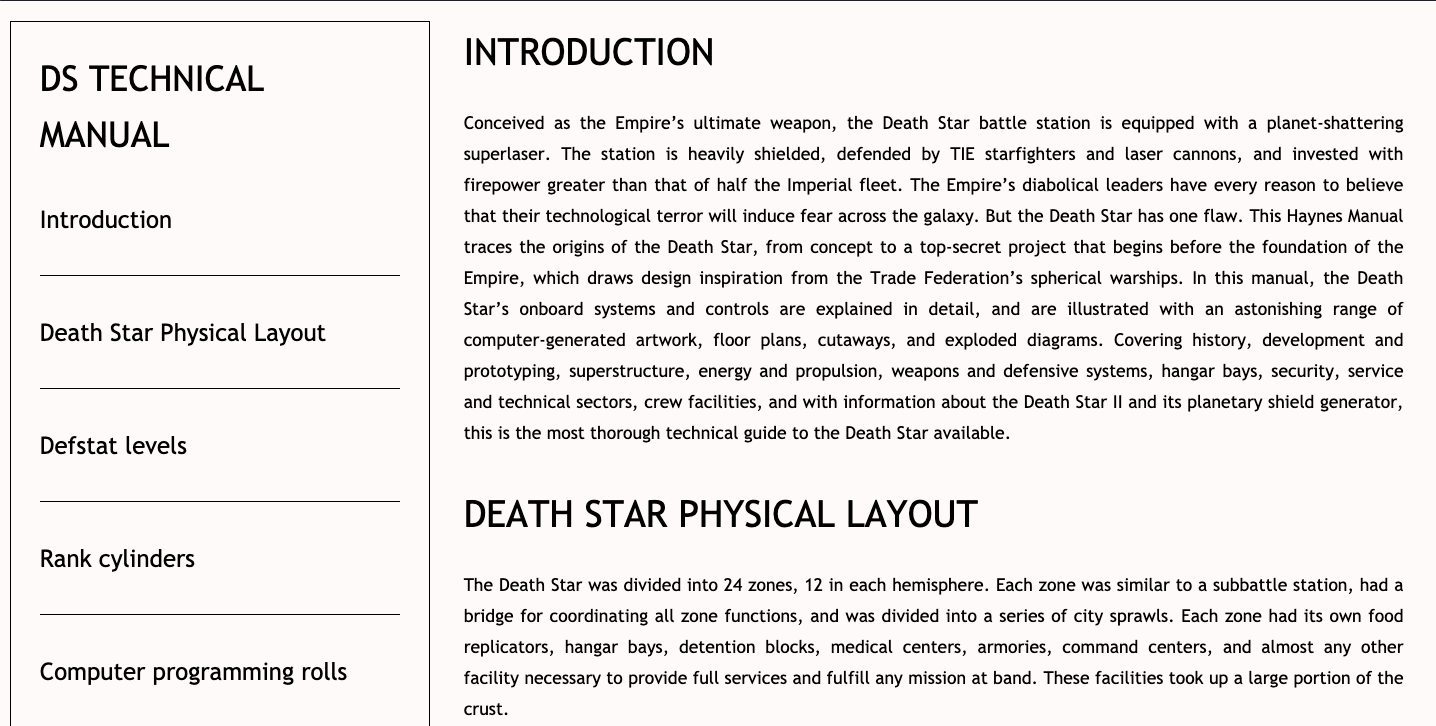 DS TECHNICAL
MANUAL
Introduction
Death Star Physical Layout
Defstat levels
Rank cylinders
Computer programming rolls
INTRODUCTION
Conceived as the Empire’s ultimate weapon, the Death Star battle station is equipped with a planet-shattering
superlaser. The station is heavily shielded, defended by TIE starfighters and laser cannons, and invested with
firepower greater than that of half the Imperial fleet. The Empire’s diabolical leaders have every reason to believe
that their technological terror will induce fear across the galaxy. But the Death Star has one flaw. This Haynes Manual
traces the origins of the Death Star, from concept to a top-secret project that begins before the foundation of the
Empire, which draws design inspiration from the Trade Federation’s spherical warships. In this manual, the Death
Star’s onboard systems and controls are explained in detail, and are illustrated with an astonishing range of
computer-generated artwork, floor plans, cutaways, and exploded diagrams. Covering history, development and
prototyping, superstructure, energy and propulsion, weapons and defensive systems, hangar bays, security, service
and technical sectors, crew facilities, and with information about the Death Star II and its planetary shield generator,
this is the most thorough technical guide to the Death Star available.
DEATH STAR PHYSICAL LAYOUT
The Death Star was divided into 24 zones, 12 in each hemisphere. Each zone was similar to a subbattle station, had a
bridge for coordinating all zone functions, and was divided into a series of city sprawls. Each zone had its own food
replicators, hangar bays, detention blocks, medical centers, armories, command centers, and almost any other
facility necessary to provide full services and fulfill any mission at band. These facilities took up a large portion of the
crust.